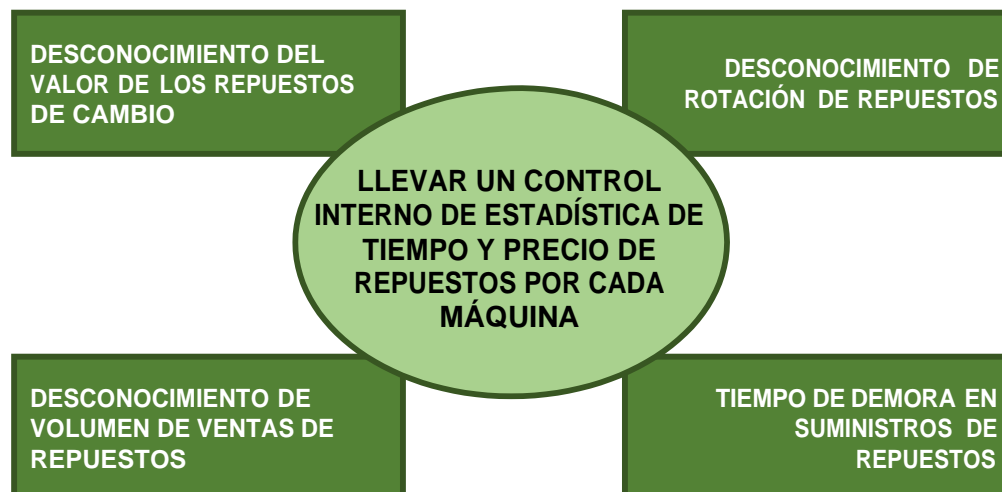 DESCONOCIMIENTO DEL
VALOR DE LOS REPUESTOS
DE CAMBIO
DESCONOCIMIENTO DE
ROTACIÓN DE REPUESTOS
LLEVAR UN CONTROL
INTERNO DE ESTADÍSTICA DE
TIEMPO Y PRECIO DE
REPUESTOS POR CADA
MÁQUINA
DESCONOCIMIENTO DE
VOLUMEN DE VENTAS DE
REPUESTOS
TIEMPO DE DEMORA EN
SUMINISTROS DE
REPUESTOS